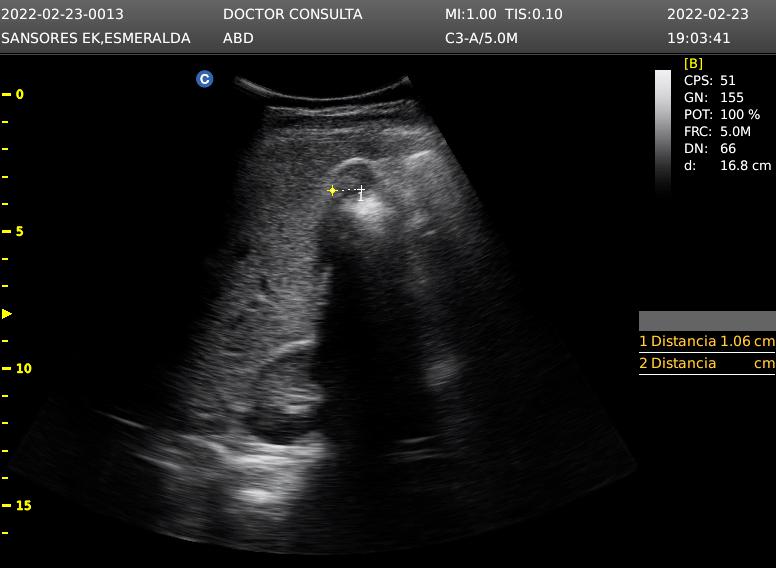 2022-02-23-0013 DOCTOR CONSULTA MI:1.00 TIS:0.10 2022-02-23
SANSORES EK,ESMERALDA ABD C3-A/5.0M 19:03:41
C
[B]
CPS: 51
GN: 155
POT: 100 %
FRC: 5.0M
DN: 66
d: 16.8 cm
0
5
10
15
1
1 Distancia 1.06 cm
2 Distancia cm